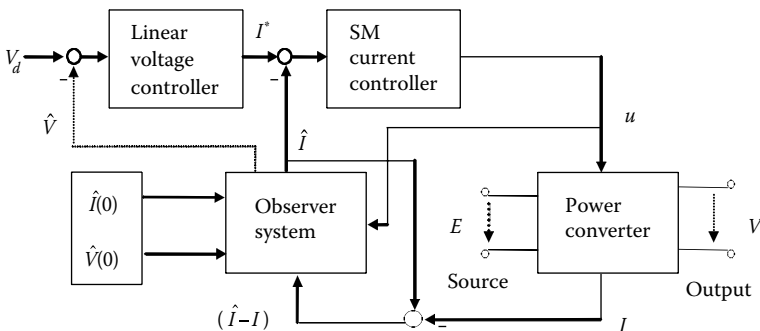 Linear
voltage
controller
SM
current
controller
V_d
I*
–
–
V̂
Î
u
Î(0)
V̂(0)
Observer
system
E
Power
converter
V
Source
Output
(Î–I)
–
I